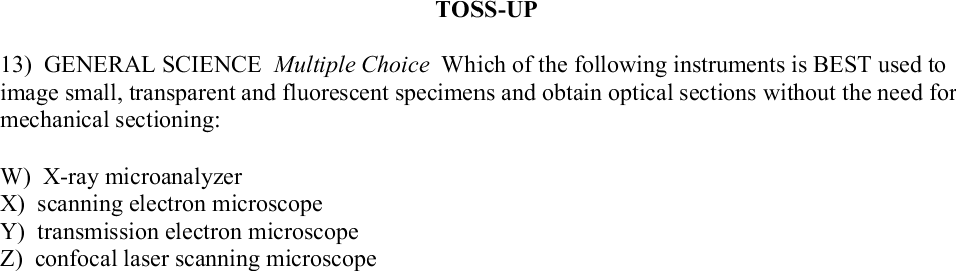 TOSS-UP
13) GENERAL SCIENCE Multiple Choice Which of the following instruments is BEST used to
image small, transparent and fluorescent specimens and obtain optical sections without the need for
mechanical sectioning:
W) X-ray microanalyzer
X) scanning electron microscope
Y) transmission electron microscope
Z) confocal laser scanning microscope